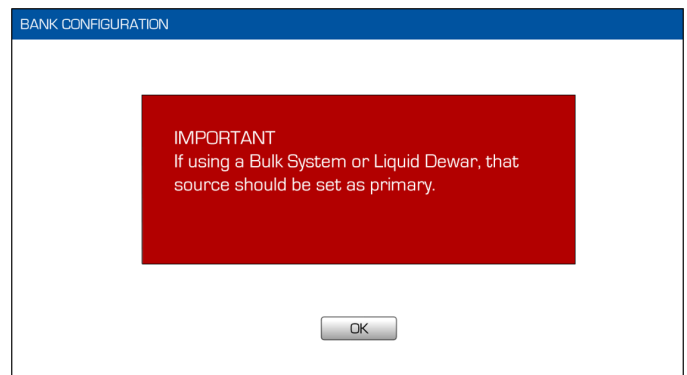 BANK CONFIGURATION
IMPORTANT
If using a Bulk System or Liquid Dewar, that
source should be set as primary.
OK